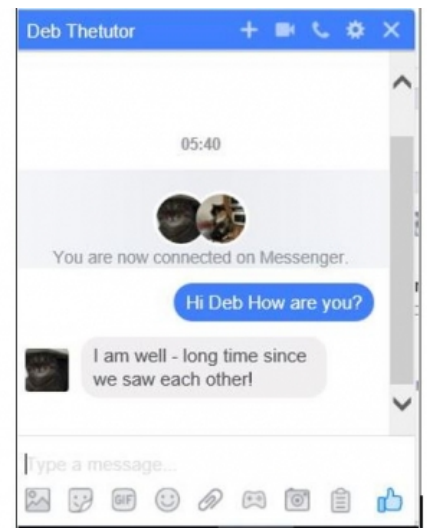 Deb Thetutor
05:40
You are now connected on Messenger.
Hi Deb How are you?
I am well - long time since
we saw each other!
Type a message...
GIF